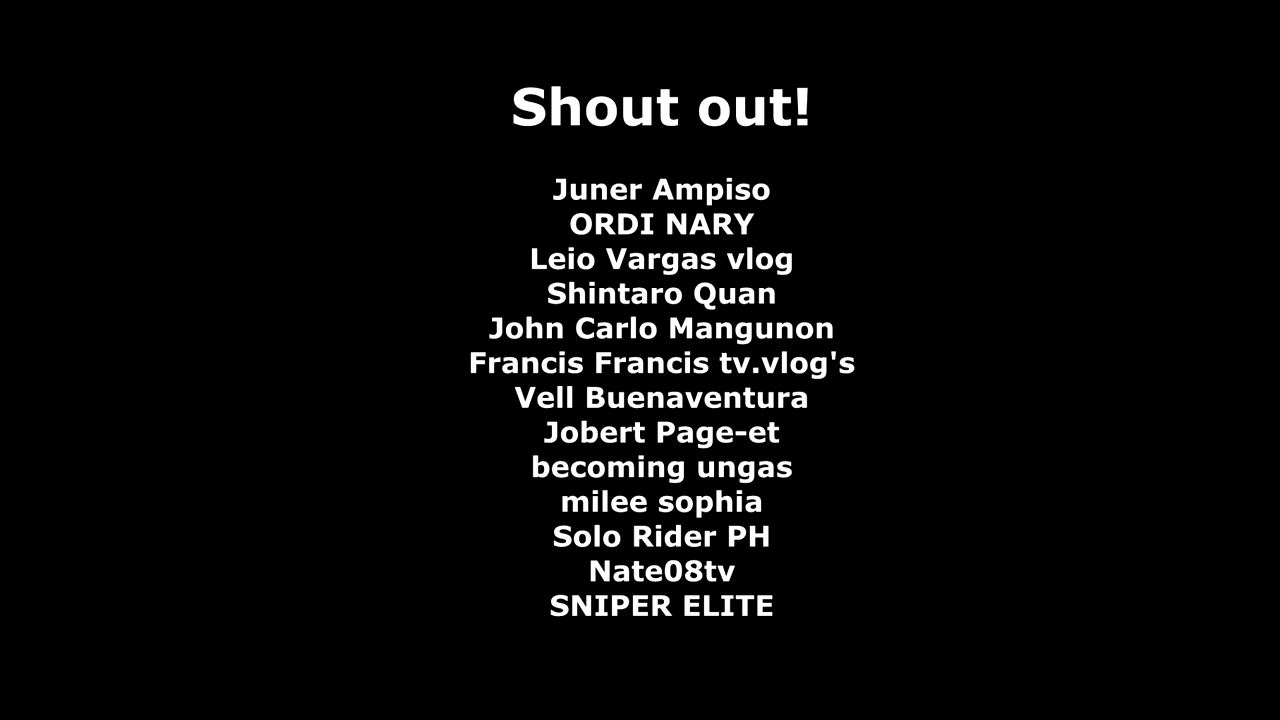 Shout out!
Juner Ampiso
ORDI NARY
Leio Vargas vlog
Shintaro Quan
John Carlo Mangunon
Francis Francis tv.vlog's
Vell Buenaventura
Jobert Page-et
becoming ungas
milee sophia
Solo Rider PH
Nate08tv
SNIPER ELITE